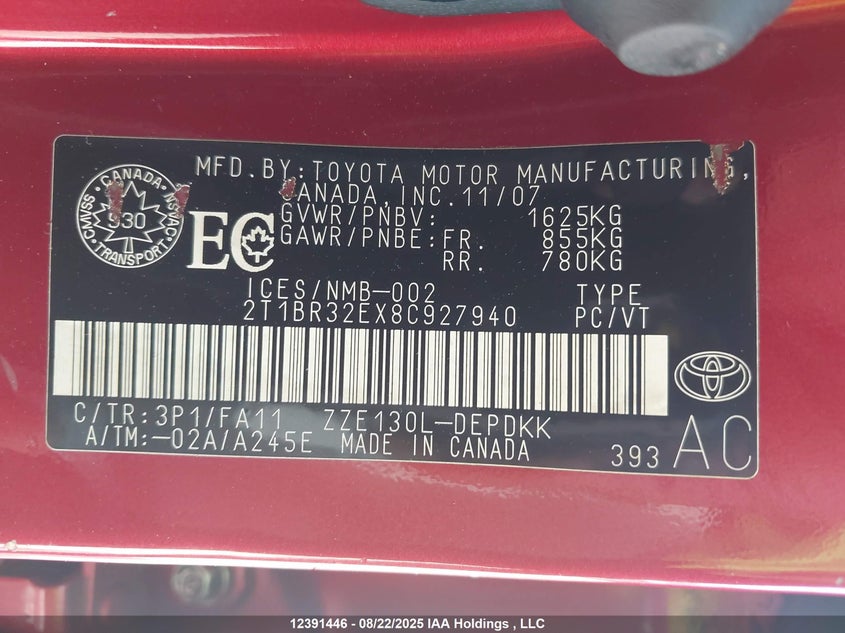 MFD.BY:TOYOTA MOTOR MANUFACTURING,
CANADA,INC.11/07
GVWR/PNBV: 1625KG
GAWR/PNBE:FR. 855KG
RR. 780KG
CANADA
CMVSS
NSVAC
930
TRANSPORT
EC
ICES/NMB-002 TYPE
2T1BR32EX8C927940 PC/VT
C/TR:3P1/FA11 ZZE130L-DEPDKK
A/TM:-02A/A245E MADE IN CANADA
393 AC
12391446 - 08/22/2025 IAA Holdings , LLC